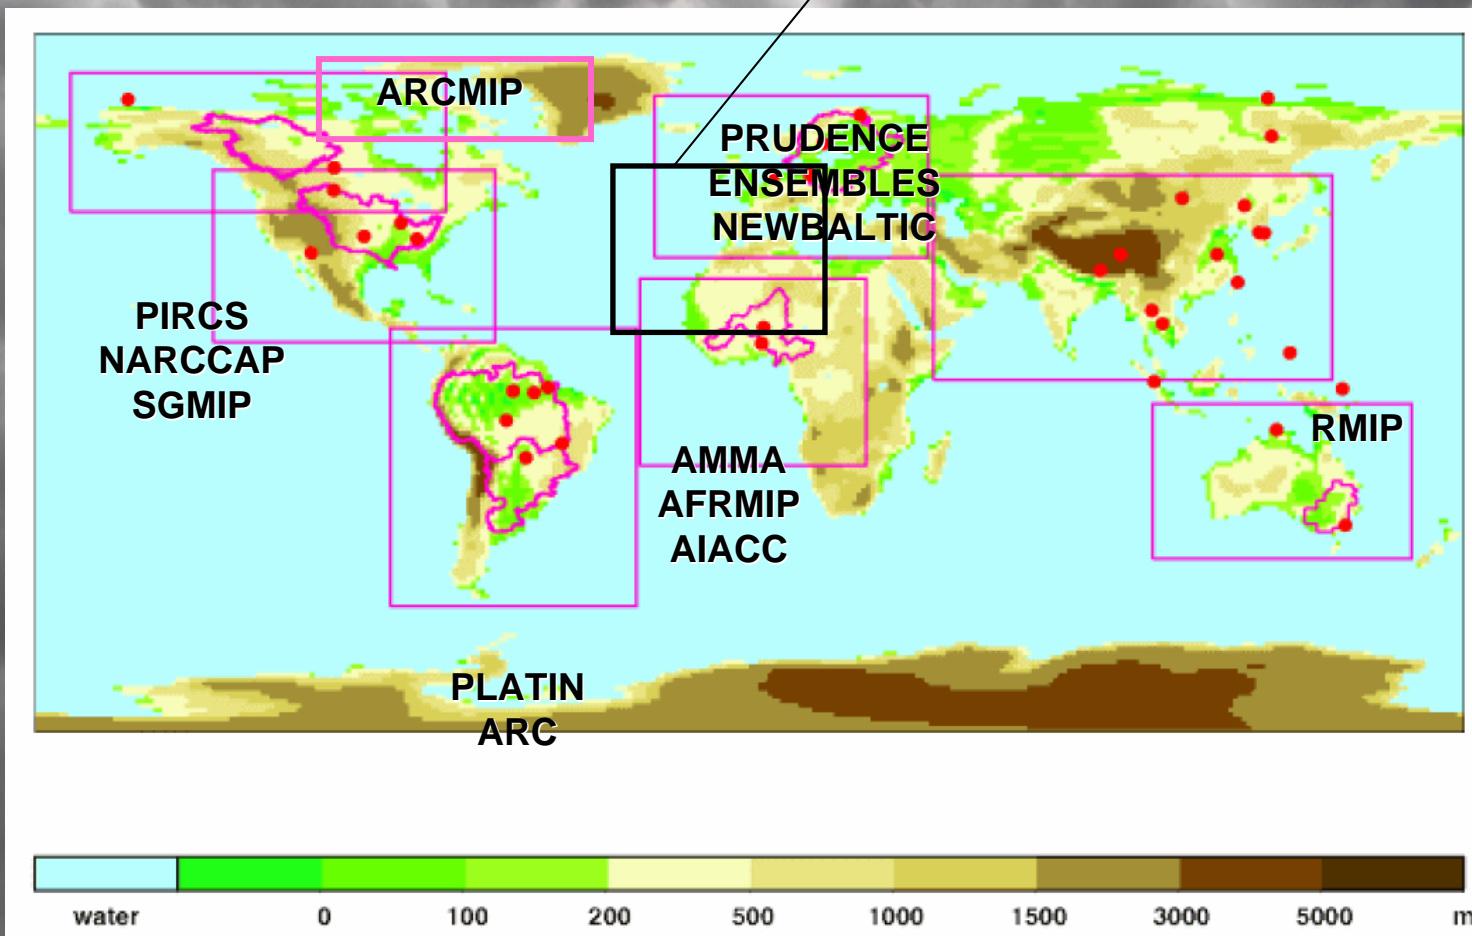 ARCMIP
PRUDENCE
ENSEMBLES
NEWBALTIC
PIRCS
NARCCAP
SGMIP
RMIP
AMMA
AFRMIP
AIACC
PLATIN
ARC
water 0 100 200 500 1000 1500 3000 5000 m